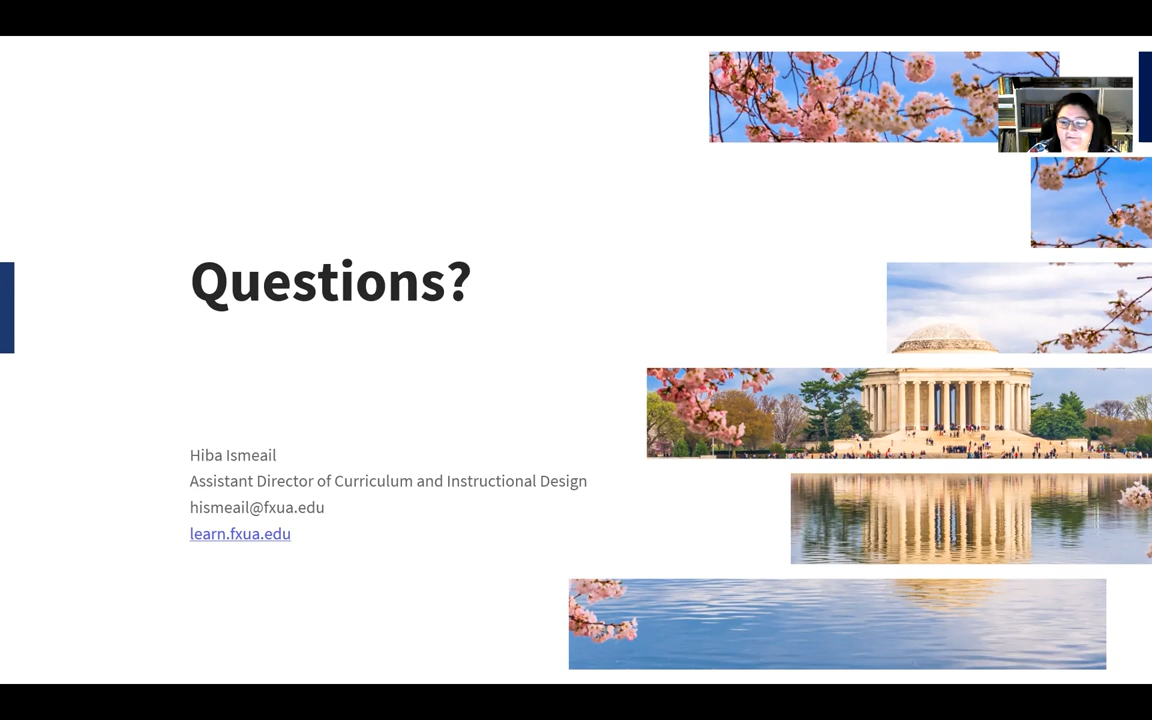 Questions?
Hiba Ismeail
Assistant Director of Curriculum and Instructional Design
hismeail@fxua.edu
learn.fxua.edu